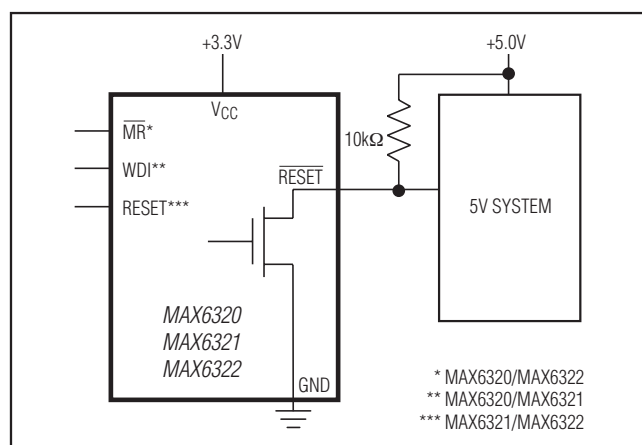 +3.3V
+5.0V
VCC
MR*
10kΩ
WDI**
RESET
RESET***
5V SYSTEM
MAX6320
MAX6321
MAX6322
GND
* MAX6320/MAX6322
** MAX6320/MAX6321
*** MAX6321/MAX6322